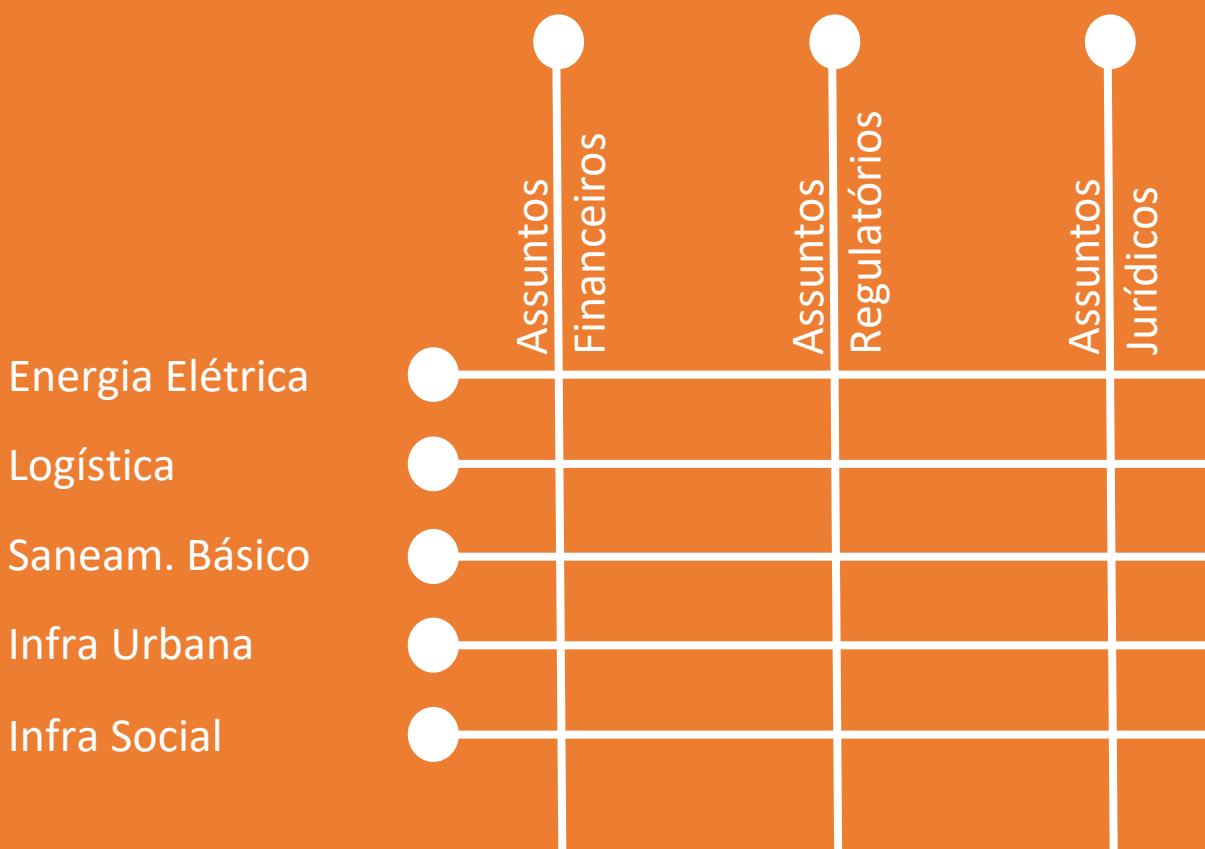 Assuntos
Financeiros
Assuntos
Regulatórios
Assuntos
Jurídicos
Energia Elétrica
Logística
Saneam. Básico
Infra Urbana
Infra Social